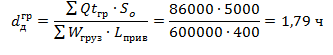 d_д^гр = (∑ Qt_гр · S_о) / (∑ W_груз · L_прив) = (86000 · 5000) / (600000 · 400) = 1,79 ч